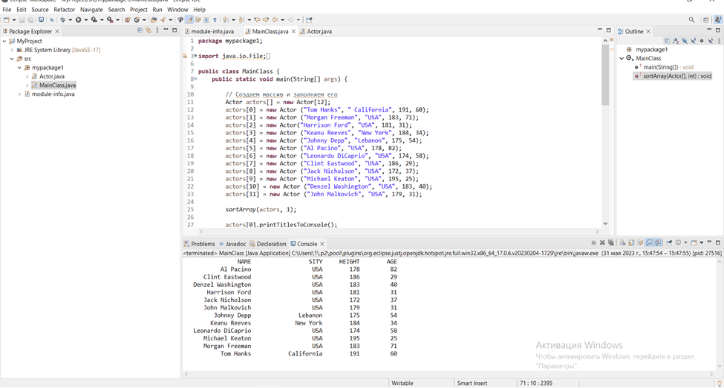 File Edit Source Refactor Navigate Search Project Run Window Help
Package Explorer
MyProject
JRE System Library [JavaSE-17]
src
mypackage1
Actor.java
MainClass.java
module-info.java
module-info.java MainClass.java Actor.java
1 package mypackage1;
2
3 import java.io.File;
6
7 public class MainClass {
8 public static void main(String[] args) {
9
10 // Создаем массив и заполняем его
11 Actor actors[] = new Actor[12];
12 actors[0] = new Actor ("Tom Hanks", " California", 191, 60);
13 actors[1] = new Actor ("Morgan Freeman", "USA", 183, 71);
14 actors[2] = new Actor("Harrison Ford", "USA", 181, 31);
15 actors[3] = new Actor ("Keanu Reeves", "New York", 184, 34);
16 actors[4] = new Actor ("Johnny Depp", "Lebanon", 175, 54);
17 actors[5] = new Actor ("Al Pacino", "USA", 178, 82);
18 actors[6] = new Actor ("Leonardo DiCaprio", "USA", 174, 58);
19 actors[7] = new Actor ("Clint Eastwood", "USA", 186, 29);
20 actors[8] = new Actor ("Jack Nicholson", "USA", 172, 37);
21 actors[9] = new Actor ("Michael Keaton", "USA", 195, 25);
22 actors[10] = new Actor ("Denzel Washington", "USA", 183, 40);
23 actors[11] = new Actor ("John Malkovich", "USA", 179, 31);
24
25 sortArray(actors, 1);
26
27 actors[0].printTitlesToConsole();
Outline
mypackage1
MainClass
main(String[]) : void
sortArray(Actor[], int) : void
Problems Javadoc Declaration Console
<terminated> MainClass [Java Application] C:\Users\1\.p2\pool\plugins\org.eclipse.justj.openjdk.hotspot.jre.full.win32.x86_64_17.0.6.v20230204-1729\jre\bin\javaw.exe (31 мая 2023 г., 15:47:54 – 15:47:55) [pid: 27516]
NAME SITY HEIGHT AGE
Al Pacino USA 178 82
Clint Eastwood USA 186 29
Denzel Washington USA 183 40
Harrison Ford USA 181 31
Jack Nicholson USA 172 37
John Malkovich USA 179 31
Johnny Depp Lebanon 175 54
Keanu Reeves New York 184 34
Leonardo DiCaprio USA 174 58
Michael Keaton USA 195 25
Morgan Freeman USA 183 71
Tom Hanks California 191 60
Активация Windows
Чтобы активировать Windows, перейдите в раздел
"Параметры".
Writable Smart Insert 71 : 10 : 2395